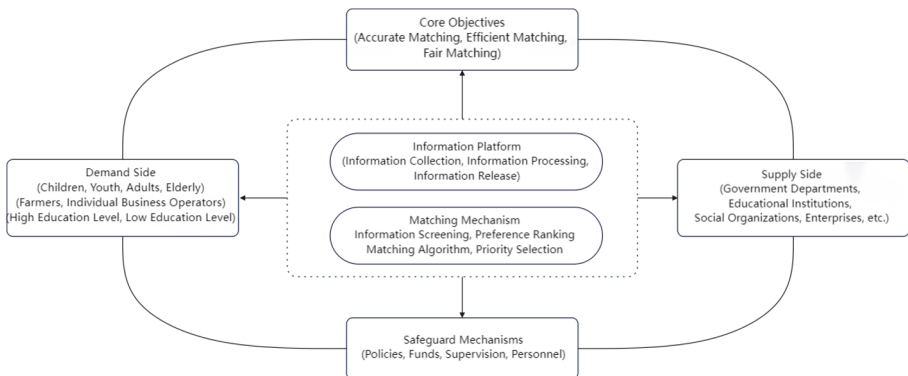 Core Objectives
(Accurate Matching, Efficient Matching,
Fair Matching)
Information Platform
(Information Collection, Information Processing,
Information Release)
Demand Side
(Children, Youth, Adults, Elderly)
(Farmers, Individual Business Operators)
(High Education Level, Low Education Level)
Supply Side
(Government Departments,
Educational Institutions,
Social Organizations, Enterprises, etc.)
Matching Mechanism
Information Screening, Preference Ranking
Matching Algorithm, Priority Selection
Safeguard Mechanisms
(Policies, Funds, Supervision, Personnel)